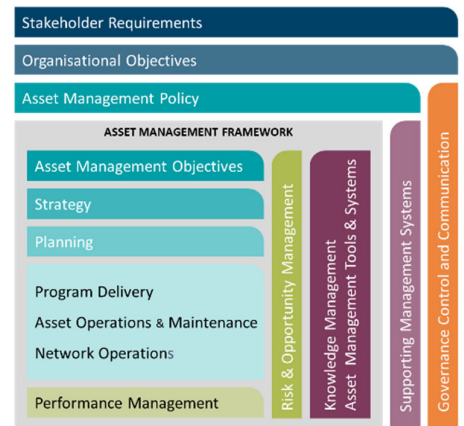 Stakeholder Requirements
Organisational Objectives
Asset Management Policy
ASSET MANAGEMENT FRAMEWORK
Asset Management Objectives
Strategy
Planning
Program Delivery
Asset Operations & Maintenance
Network Operations
Performance Management
Risk & Opportunity Management
Knowledge Management
Asset Management Tools & Systems
Supporting Management Systems
Governance Control and Communication